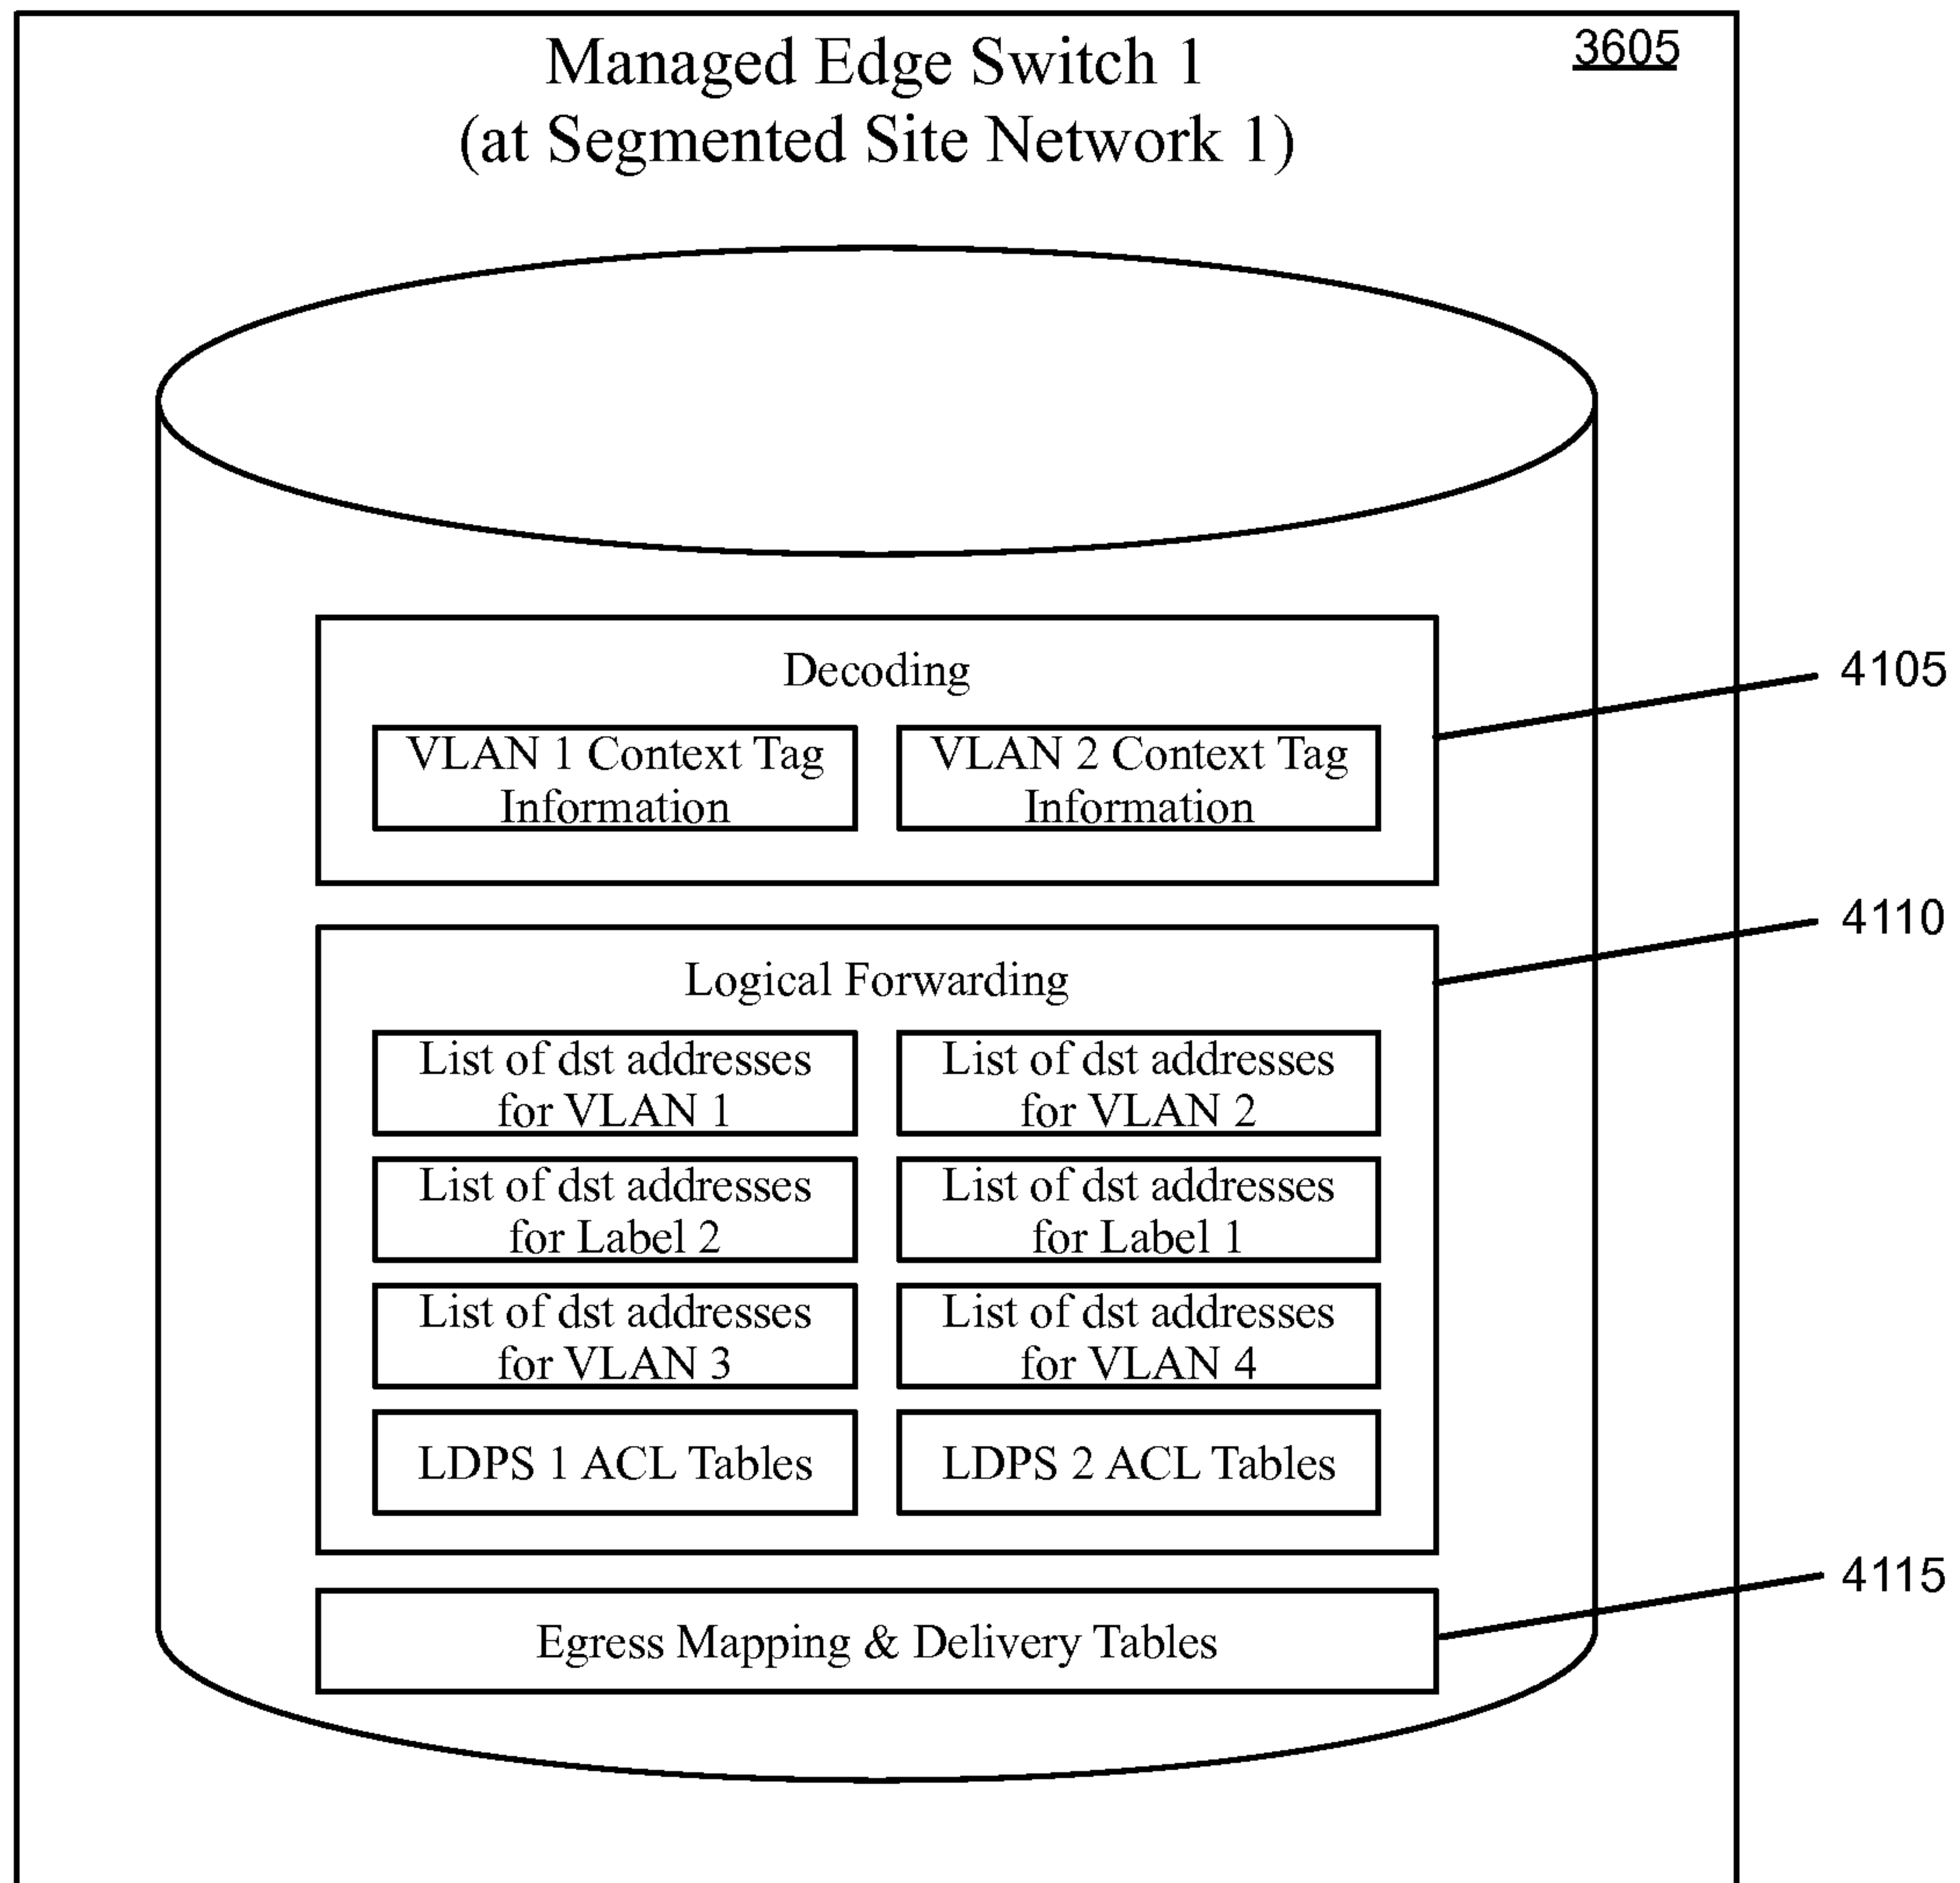 3605
Managed Edge Switch 1
(at Segmented Site Network 1)
Decoding
4105
VLAN 1 Context Tag
Information
VLAN 2 Context Tag
Information
4110
Logical Forwarding
List of dst addresses
for VLAN 1
List of dst addresses
for VLAN 2
List of dst addresses
for Label 2
List of dst addresses
for Label 1
List of dst addresses
for VLAN 3
List of dst addresses
for VLAN 4
LDPS 1 ACL Tables
LDPS 2 ACL Tables
4115
Egress Mapping & Delivery Tables